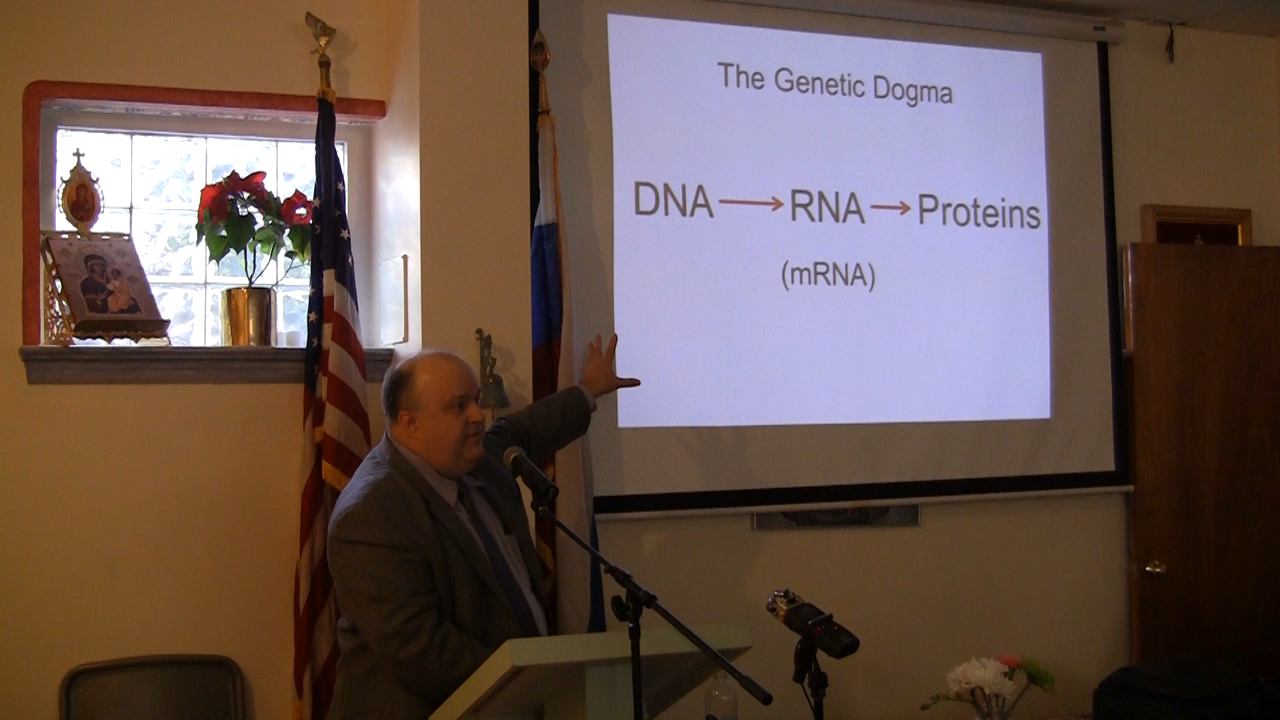 The Genetic Dogma
DNA → RNA → Proteins
(mRNA)